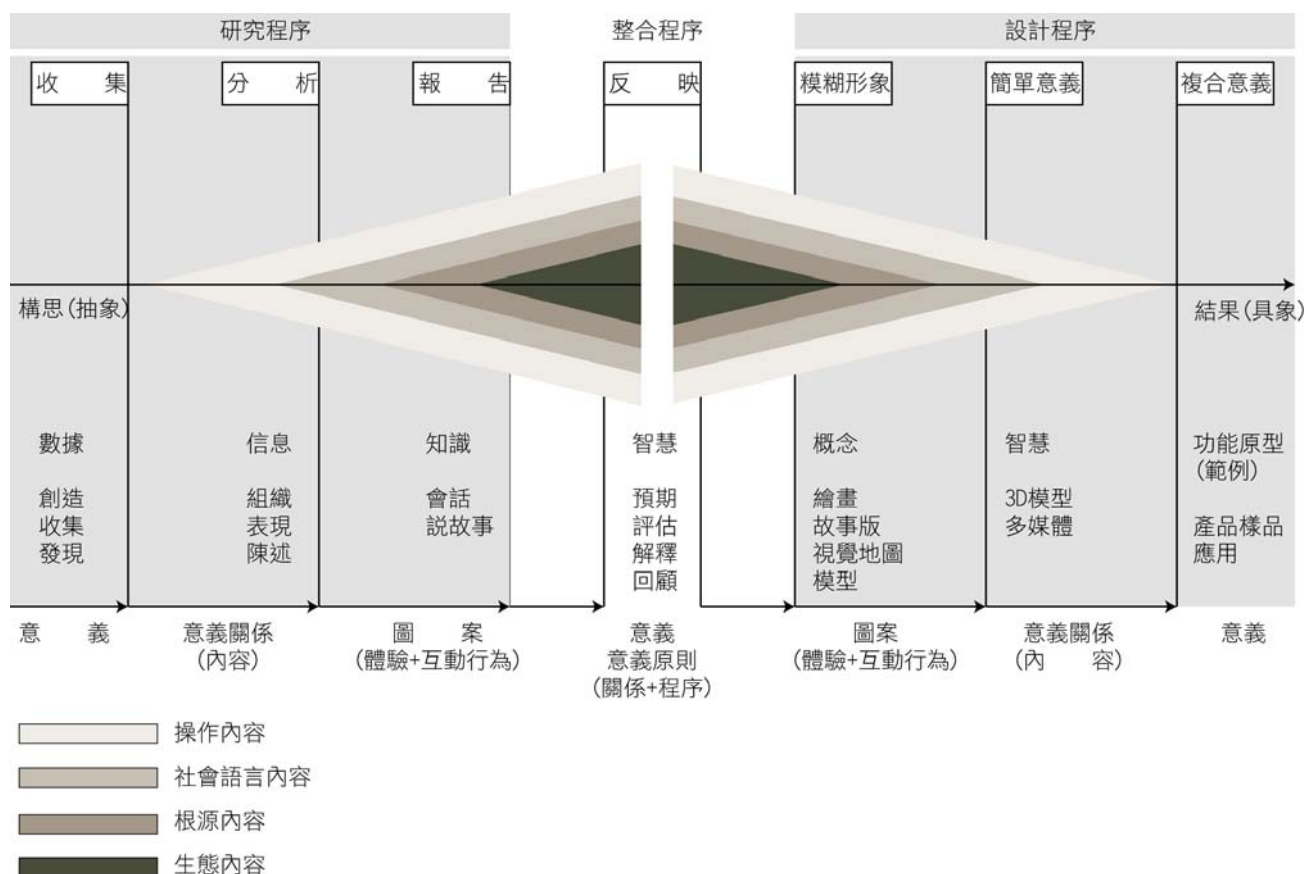 研究程序
整合程序
設計程序
收 集
分 析
報 告
反 映
模糊形象
簡單意義
複合意義
構思(抽象)
結果(具象)
數據
創造
收集
發現
信息
組織
表現
陳述
知識
會話
説故事
智慧
預期
評估
解釋
回顧
概念
繪畫
故事版
視覺地圖
模型
智慧
3D模型
多媒體
功能原型
(範例)
產品樣品
應用
意 義
意義關係
(內容)
圖 案
(體驗+互動行為)
意義
意義原則
(關係+程序)
圖案
(體驗+互動行為)
意義關係
(內 容)
意義
操作內容
社會語言內容
根源內容
生態內容